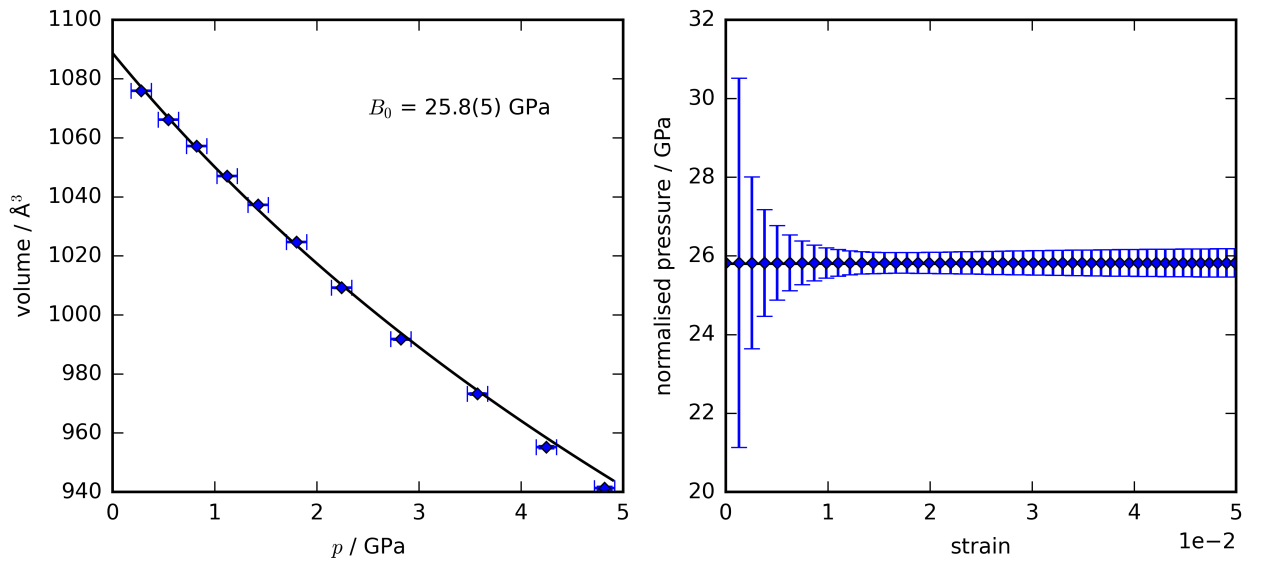 1100
1080
1060
1040
1020
1000
980
960
940
volume / Å³
B₀ = 25.8(5) GPa
0 1 2 3 4 5
p / GPa
32
30
28
26
24
22
20
normalised pressure / GPa
0 1 2 3 4 5
1e−2
strain